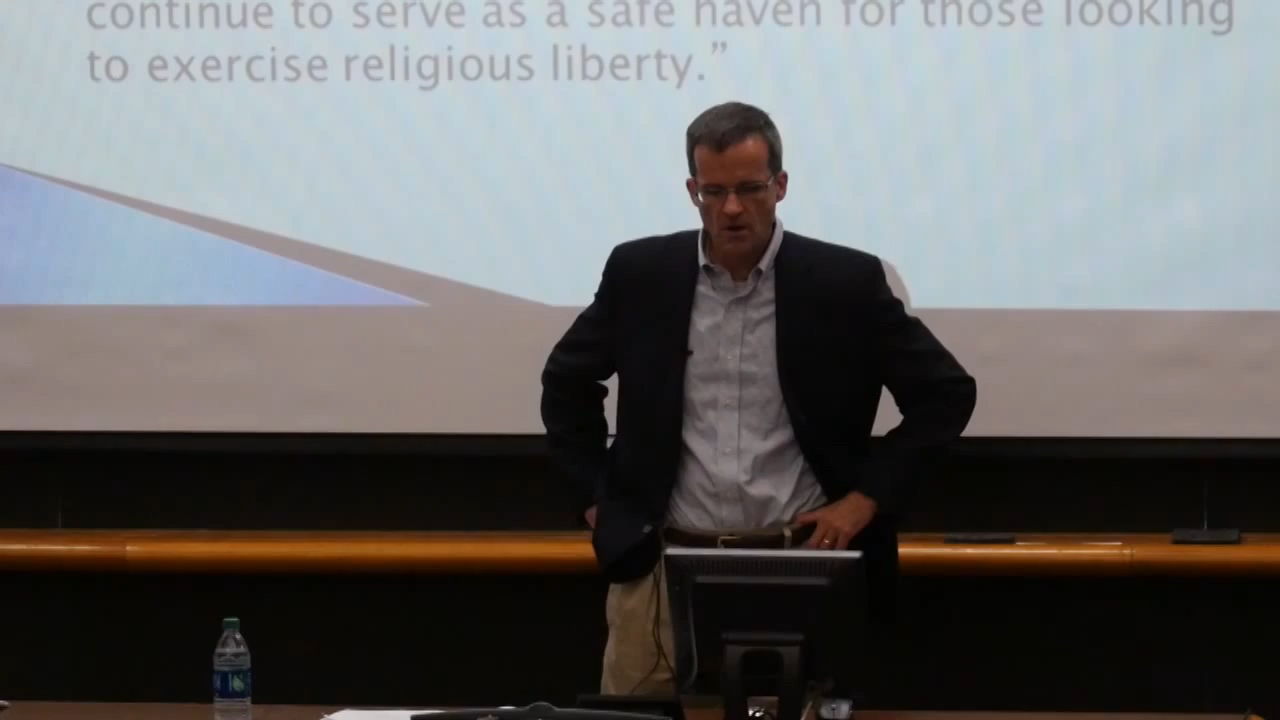 continue to serve as a safe haven for those looking
to exercise religious liberty.”